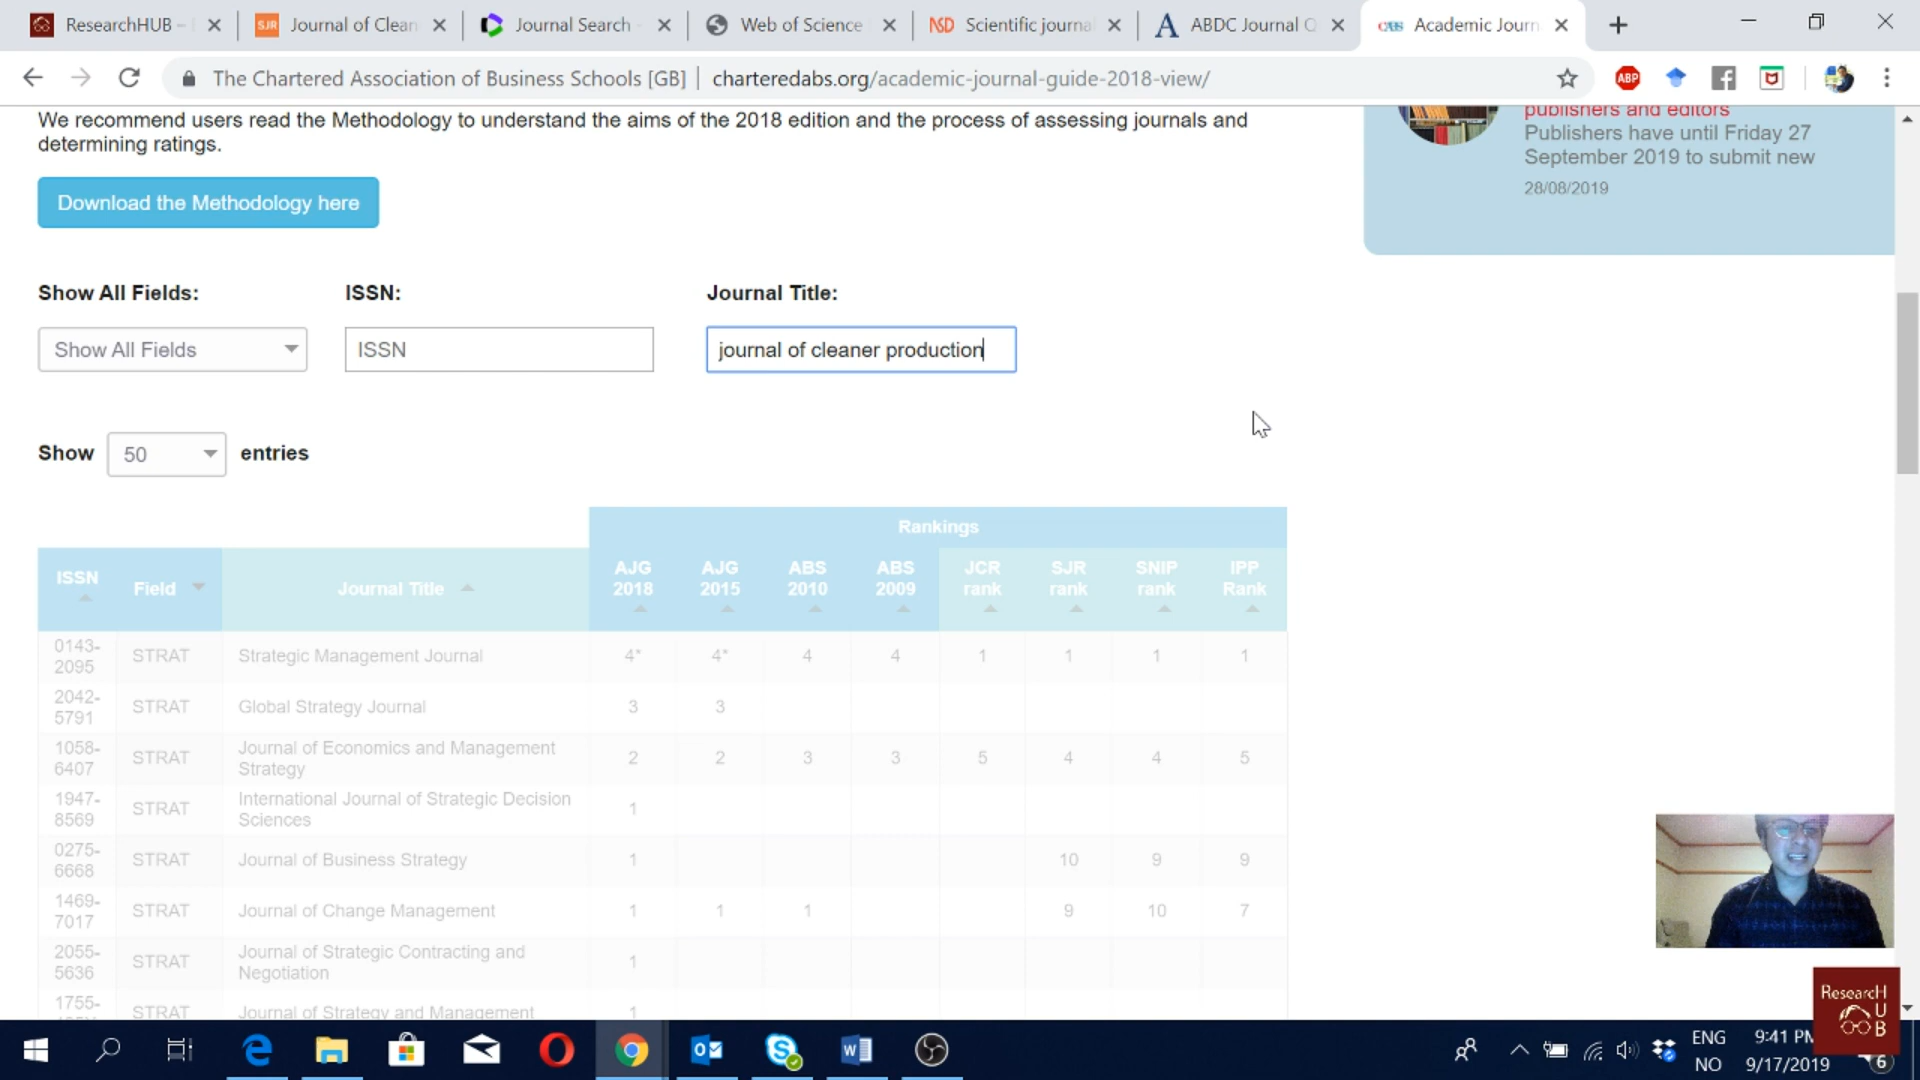 ResearchHUB –
Journal of Clean
Journal Search
Web of Science
NSD Scientific journal
ABDC Journal Q
Academic Journ
The Chartered Association of Business Schools [GB] | charteredabs.org/academic-journal-guide-2018-view/
ABP
We recommend users read the Methodology to understand the aims of the 2018 edition and the process of assessing journals and
determining ratings.
Download the Methodology here
publishers and editors
Publishers have until Friday 27
September 2019 to submit new
28/08/2019
Show All Fields: ISSN: Journal Title:
Show All Fields ISSN journal of cleaner production
Show 50 entries
Rankings
ISSN Field Journal Title AJG 2018 AJG 2015 ABS 2010 ABS 2009 JCR rank SJR rank SNIP rank IPP Rank
0143-2095 STRAT Strategic Management Journal 4* 4* 4 4 1 1 1 1
2042-5791 STRAT Global Strategy Journal 3 3
1058-6407 STRAT Journal of Economics and Management Strategy 2 2 3 3 5 4 4 5
1947-8569 STRAT International Journal of Strategic Decision Sciences 1
0275-6668 STRAT Journal of Business Strategy 1 10 9 9
1469-7017 STRAT Journal of Change Management 1 1 1 9 10 7
2055-5636 STRAT Journal of Strategic Contracting and Negotiation 1
1755- STRAT Journal of Strategy and Management 1
ResearcH
U
B
ENG 9:41 PM
NO 9/17/2019 6